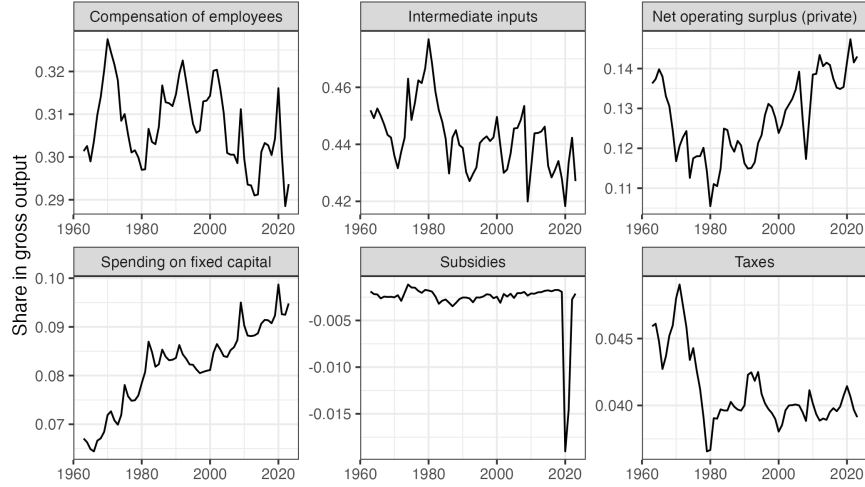 Share in gross output
Compensation of employees
0.32
0.31
0.30
0.29
1960 1980 2000 2020
Intermediate inputs
0.46
0.44
0.42
1960 1980 2000 2020
Net operating surplus (private)
0.14
0.13
0.12
0.11
1960 1980 2000 2020
Spending on fixed capital
0.10
0.09
0.08
0.07
1960 1980 2000 2020
Subsidies
-0.005
-0.010
-0.015
1960 1980 2000 2020
Taxes
0.045
0.040
1960 1980 2000 2020